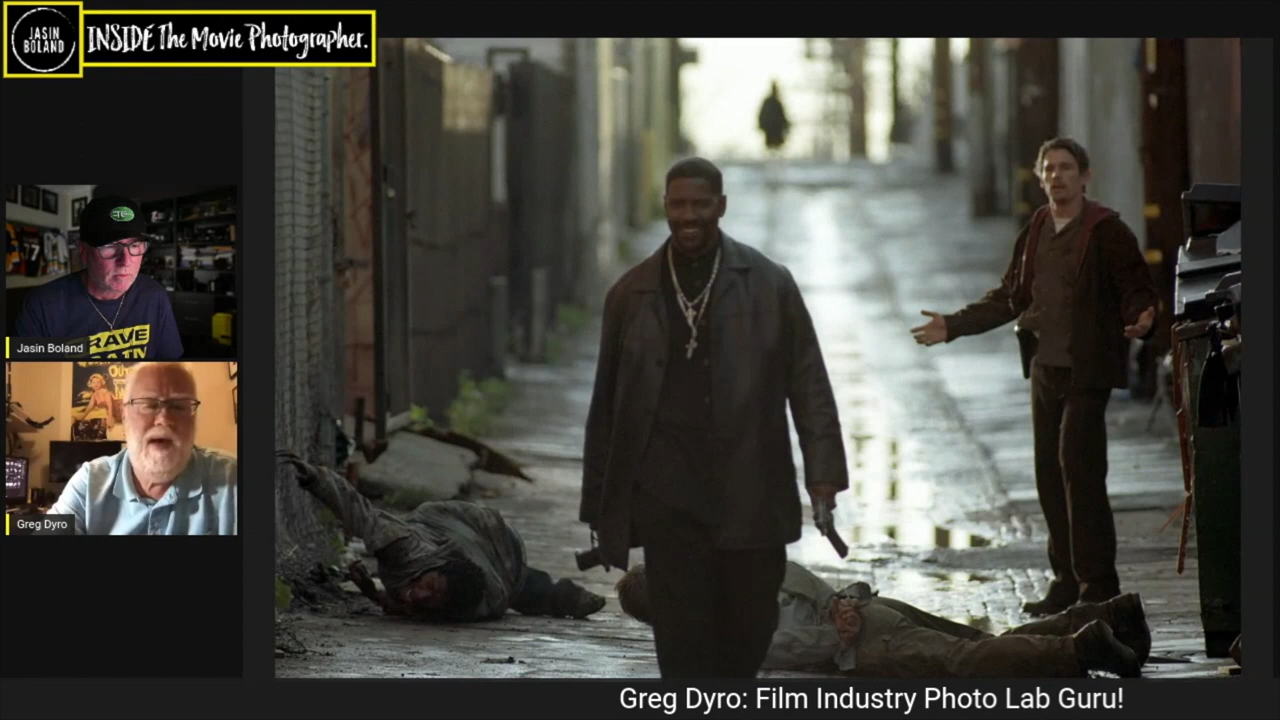 JASIN
BOLAND
INSIDE The Movie Photographer.
RAVE
Jasin Boland
Greg Dyro
Greg Dyro: Film Industry Photo Lab Guru!